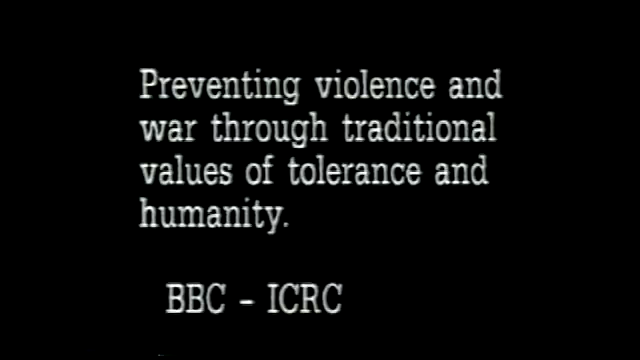 Preventing violence and
war through traditional
values of tolerance and
humanity.
BBC - ICRC